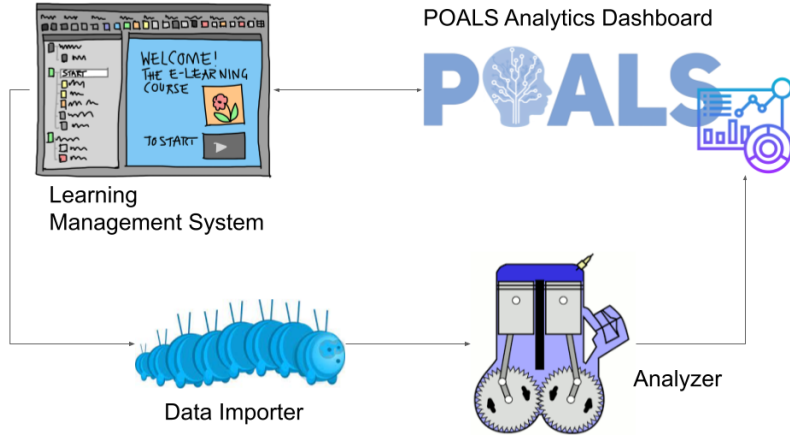 POALS Analytics Dashboard
WELCOME!
THE E-LEARNING
COURSE
START
TO START
POALS
Learning
Management System
Analyzer
Data Importer